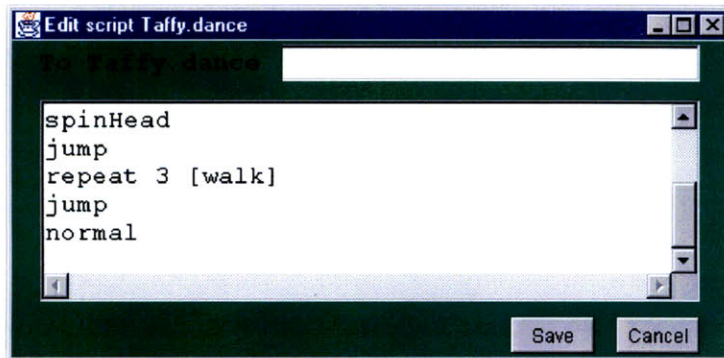 Edit script Taffy.dance
To Taffy.dance
spinHead
jump
repeat 3 [walk]
jump
normal
Save Cancel